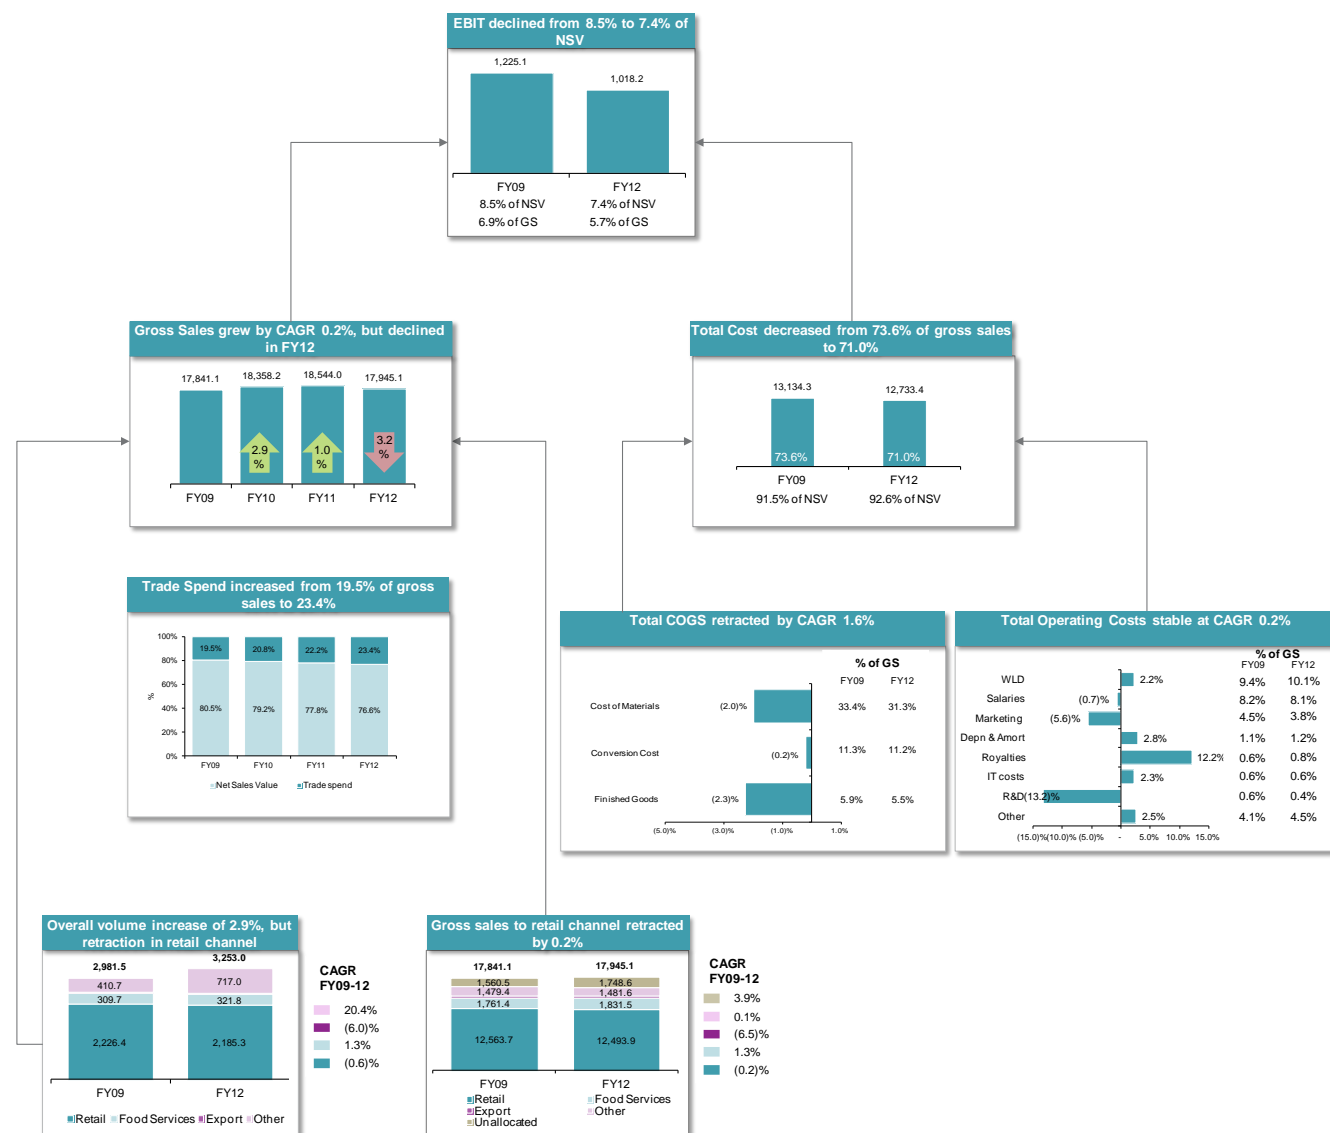 EBIT declined from 8.5% to 7.4% of
NSV
1,225.1
1,018.2
FY09 FY12
8.5% of NSV 7.4% of NSV
6.9% of GS 5.7% of GS
Gross Sales grew by CAGR 0.2%, but declined
in FY12
17,841.1 18,358.2 18,544.0 17,945.1
2.9
%
1.0
%
3.2
%
FY09 FY10 FY11 FY12
Total Cost decreased from 73.6% of gross sales
to 71.0%
13,134.3 12,733.4
73.6% 71.0%
FY09 FY12
91.5% of NSV 92.6% of NSV
Trade Spend increased from 19.5% of gross
sales to 23.4%
100%
80%
60%
40%
20%
0%
%
19.5% 20.8% 22.2% 23.4%
80.5% 79.2% 77.8% 76.6%
FY09 FY10 FY11 FY12
Net Sales Value Trade spend
Total COGS retracted by CAGR 1.6%
% of GS
FY09 FY12
Cost of Materials (2.0)% 33.4% 31.3%
Conversion Cost (0.2)% 11.3% 11.2%
Finished Goods (2.3)% 5.9% 5.5%
(5.0)% (3.0)% (1.0)% 1.0%
Total Operating Costs stable at CAGR 0.2%
% of GS
FY09 FY12
WLD 2.2% 9.4% 10.1%
Salaries (0.7)% 8.2% 8.1%
Marketing (5.6)% 4.5% 3.8%
Depn & Amort 2.8% 1.1% 1.2%
Royalties 12.2% 0.6% 0.8%
IT costs 2.3% 0.6% 0.6%
R&D (13.2)% 0.6% 0.4%
Other 2.5% 4.1% 4.5%
(15.0)% (10.0)% (5.0)% - 5.0% 10.0% 15.0%
Overall volume increase of 2.9%, but
retraction in retail channel
2,981.5 3,253.0
410.7 717.0
309.7 321.8
2,226.4 2,185.3
FY09 FY12
Retail Food Services Export Other
CAGR
FY09-12
20.4%
(6.0)%
1.3%
(0.6)%
Gross sales to retail channel retracted
by 0.2%
17,841.1 17,945.1
1,560.5 1,748.6
1,479.4 1,481.6
1,761.4 1,831.5
12,563.7 12,493.9
FY09 FY12
Retail Food Services
Export Other
Unallocated
CAGR
FY09-12
3.9%
0.1%
(6.5)%
1.3%
(0.2)%